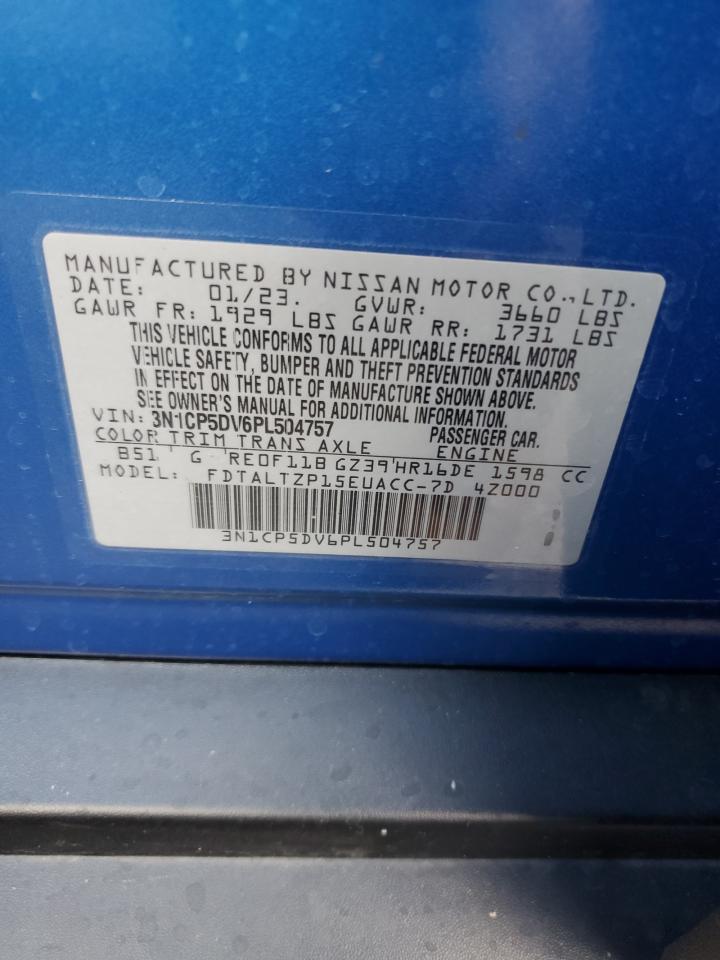 MANUFACTURED BY NISSAN MOTOR CO., LTD.
DATE: 01/23. GVWR: 3660 LBS
GAWR FR: 1929 LBS GAWR RR: 1731 LBS
THIS VEHICLE CONFORMS TO ALL APPLICABLE FEDERAL MOTOR
VEHICLE SAFETY, BUMPER AND THEFT PREVENTION STANDARDS
IN EFFECT ON THE DATE OF MANUFACTURE SHOWN ABOVE.
SEE OWNER'S MANUAL FOR ADDITIONAL INFORMATION.
VIN: 3N1CP5DV6PL504757 PASSENGER CAR.
COLOR TRIM TRANS AXLE ENGINE
B51 G RE0F11B GZ39 HR16DE 1598 CC
MODEL: FDTALTZP15EUACC-7D 4Z000
3N1CP5DV6PL504757